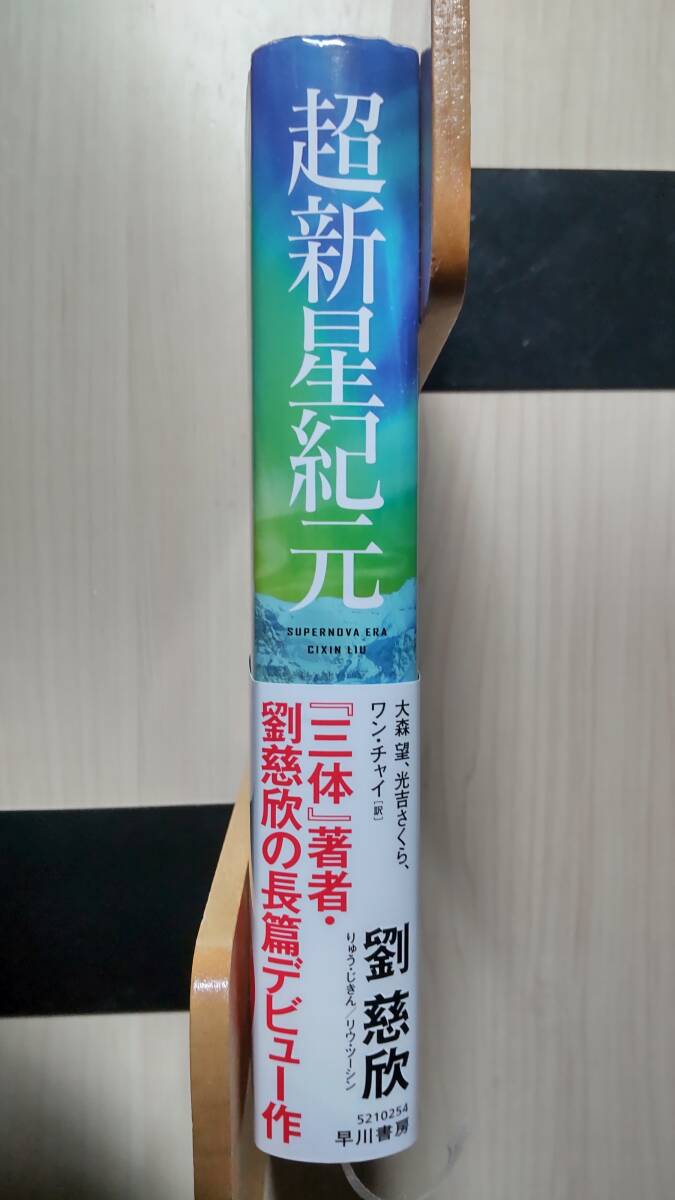 超新星紀元
SUPERNOVA ERA
CIXIN LIU
大森 望、光吉さくら、
ワン・チャイ[訳]
『三体』著者・
劉慈欣の長篇デビュー作
劉 慈欣
りゅう・じきん/リウ・ツーシン
5210254
早川書房